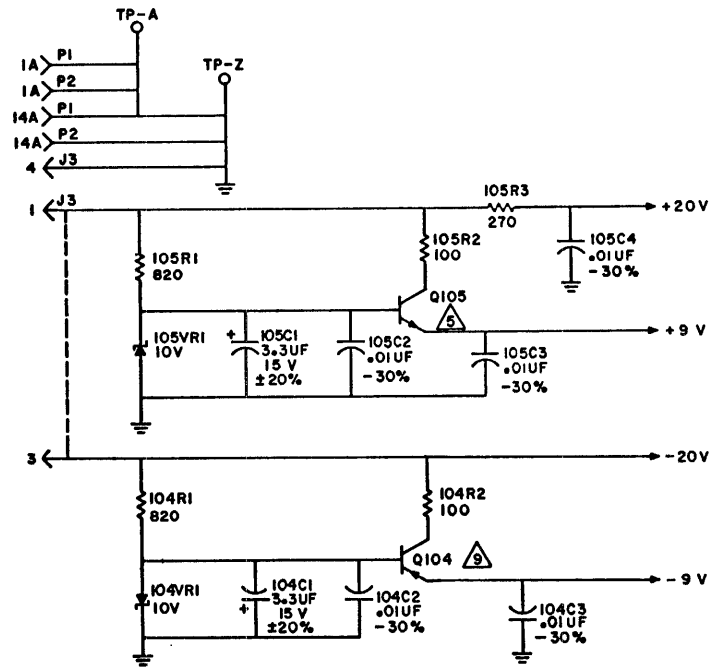 TP-A
1A P1
TP-Z
1A P2
14A P1
14A P2
4 J3
1 J3
105R3
270
+20 V
105R1
820
105R2
100
105C4
.01UF
-30%
Q105
5
+9 V
105VR1
10V
+
105C1
3.3UF
15 V
±20%
105C2
.01UF
-30%
105C3
.01UF
-30%
3
-20V
104R1
820
104R2
100
Q104
9
-9 V
104VR1
10V
+
104C1
3.3UF
15 V
±20%
104C2
.01UF
-30%
104C3
.01UF
-30%